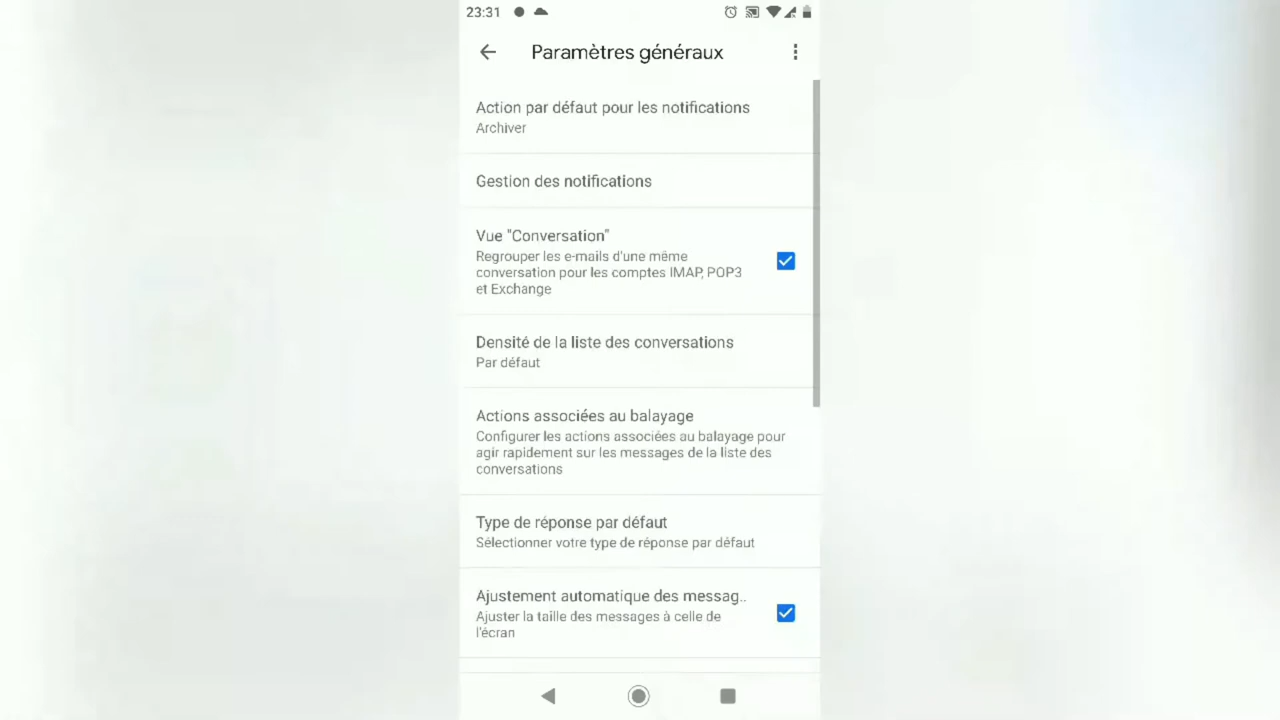 23:31
Paramètres généraux
Action par défaut pour les notifications
Archiver
Gestion des notifications
Vue "Conversation"
Regrouper les e-mails d'une même
conversation pour les comptes IMAP, POP3
et Exchange
Densité de la liste des conversations
Par défaut
Actions associées au balayage
Configurer les actions associées au balayage pour
agir rapidement sur les messages de la liste des
conversations
Type de réponse par défaut
Sélectionner votre type de réponse par défaut
Ajustement automatique des messag..
Ajuster la taille des messages à celle de
l'écran